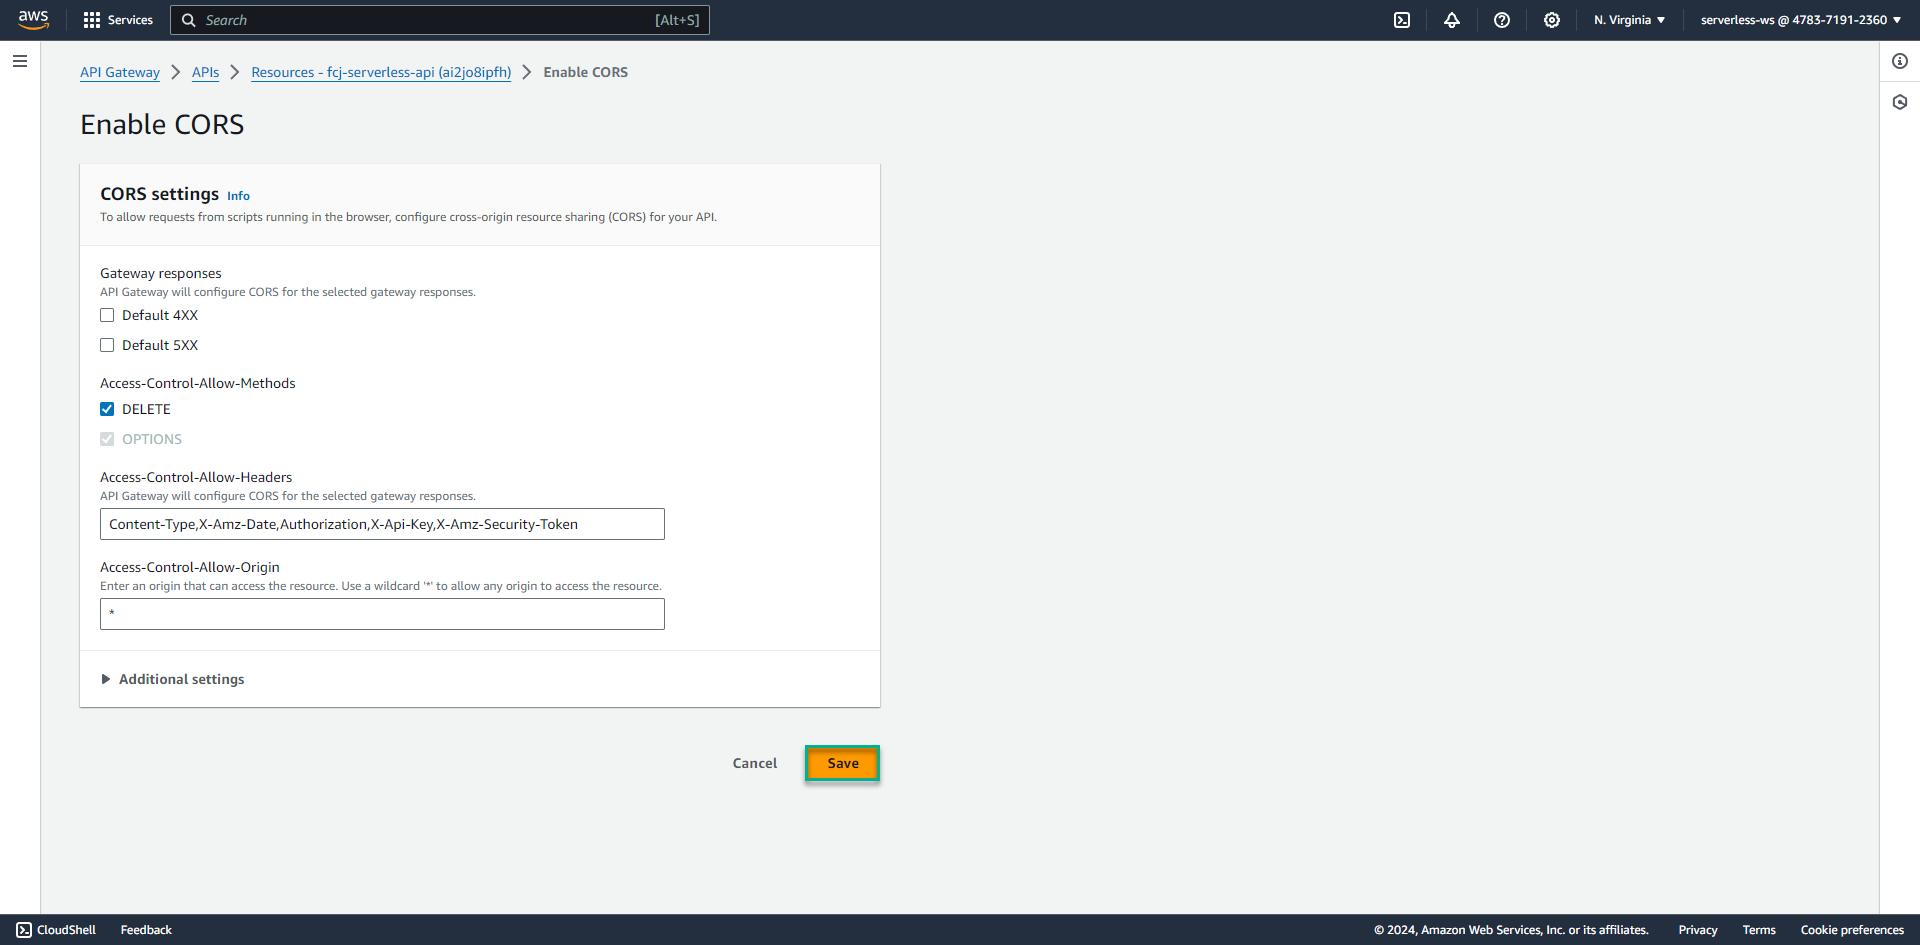 aws Services Search [Alt+S] N. Virginia serverless-ws @ 4783-7191-2360
API Gateway APIs Resources - fcj-serverless-api (ai2jo8ipfh) Enable CORS
Enable CORS
CORS settings Info
To allow requests from scripts running in the browser, configure cross-origin resource sharing (CORS) for your API.
Gateway responses
API Gateway will configure CORS for the selected gateway responses.
Default 4XX
Default 5XX
Access-Control-Allow-Methods
DELETE
OPTIONS
Access-Control-Allow-Headers
API Gateway will configure CORS for the selected gateway responses.
Content-Type,X-Amz-Date,Authorization,X-Api-Key,X-Amz-Security-Token
Access-Control-Allow-Origin
Enter an origin that can access the resource. Use a wildcard '*' to allow any origin to access the resource.
*
Additional settings
Cancel Save
CloudShell Feedback © 2024, Amazon Web Services, Inc. or its affiliates. Privacy Terms Cookie preferences